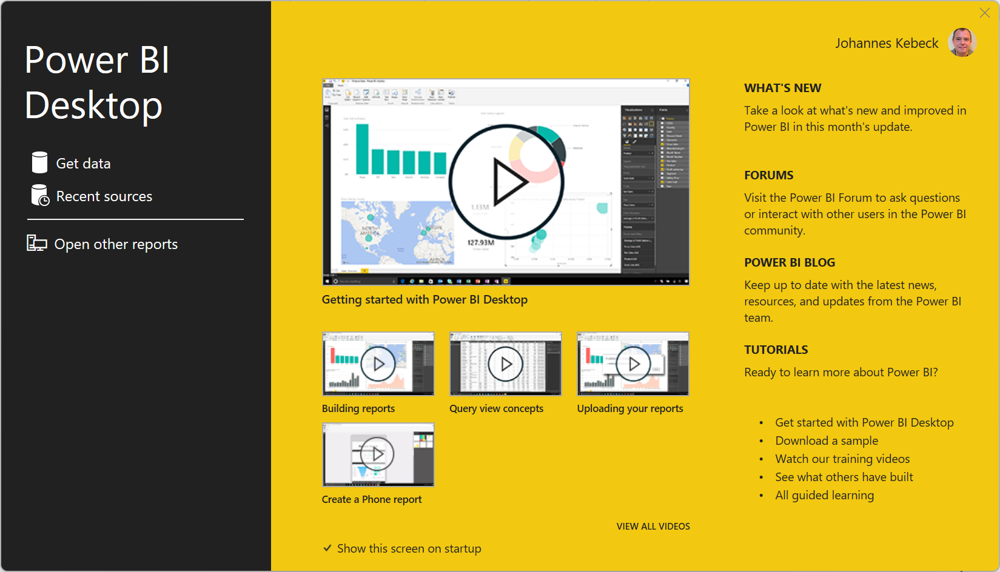 Power BI
Desktop
Get data
Recent sources
Open other reports
Johannes Kebeck
1.13M
127.93M
NORTH
AMERICA
EUROPE
AFRICA
Visualizations
Fields
Getting started with Power BI Desktop
Building reports
Query view concepts
Uploading your reports
Create a Phone report
VIEW ALL VIDEOS
Show this screen on startup
WHAT'S NEW
Take a look at what's new and improved in
Power BI in this month's update.
FORUMS
Visit the Power BI Forum to ask questions
or interact with other users in the Power BI
community.
POWER BI BLOG
Keep up to date with the latest news,
resources, and updates from the Power BI
team.
TUTORIALS
Ready to learn more about Power BI?
• Get started with Power BI Desktop
• Download a sample
• Watch our training videos
• See what others have built
• All guided learning